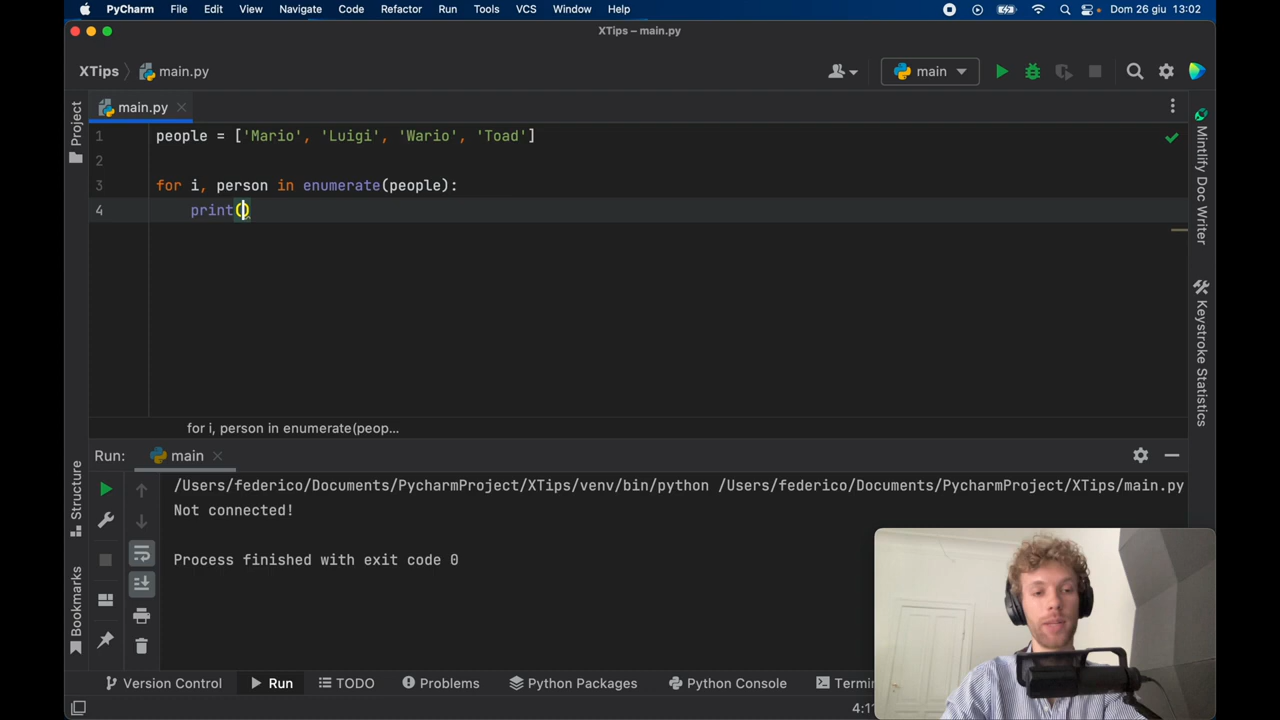 PyCharm File Edit View Navigate Code Refactor Run Tools VCS Window Help Dom 26 giu 13:02
XTips – main.py
XTips main.py main
Project
main.py
1 people = ['Mario', 'Luigi', 'Wario', 'Toad']
2
3 for i, person in enumerate(people):
4 print()
Mintlify Doc Writer
Keystroke Statistics
for i, person in enumerate(peop...
Run: main
/Users/federico/Documents/PycharmProject/XTips/venv/bin/python /Users/federico/Documents/PycharmProject/XTips/main.py
Not connected!
Process finished with exit code 0
Structure
Bookmarks
Version Control Run TODO Problems Python Packages Python Console